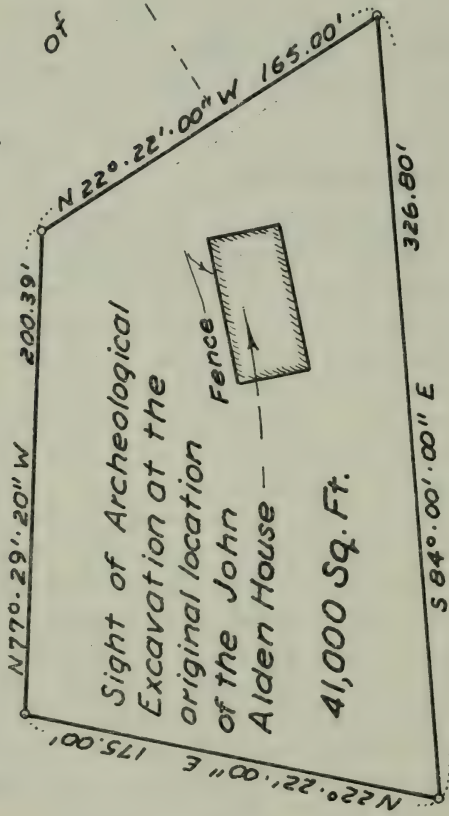 of
N77°.29'.20" W
200.39'
N 22°.22'.00" W
165.00'
Sight of Archeological
Excavation at the
original location
of the John
Alden House
Fence
41,000 Sq. Ft.
175.00'
N22°.22'.00" E
S 84°.00'.00" E
326.80'